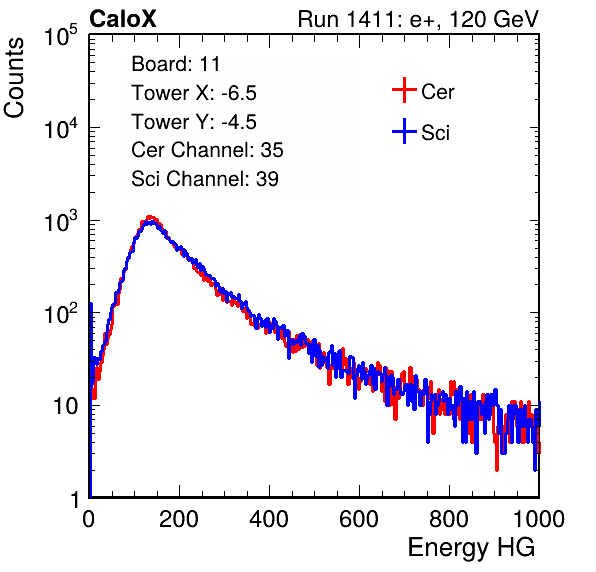 CaloX
Run 1411: e+, 120 GeV
Counts
10^5
10^4
10^3
10^2
10
1
Board: 11
Tower X: -6.5
Tower Y: -4.5
Cer Channel: 35
Sci Channel: 39
Cer
Sci
0 200 400 600 800 1000
Energy HG